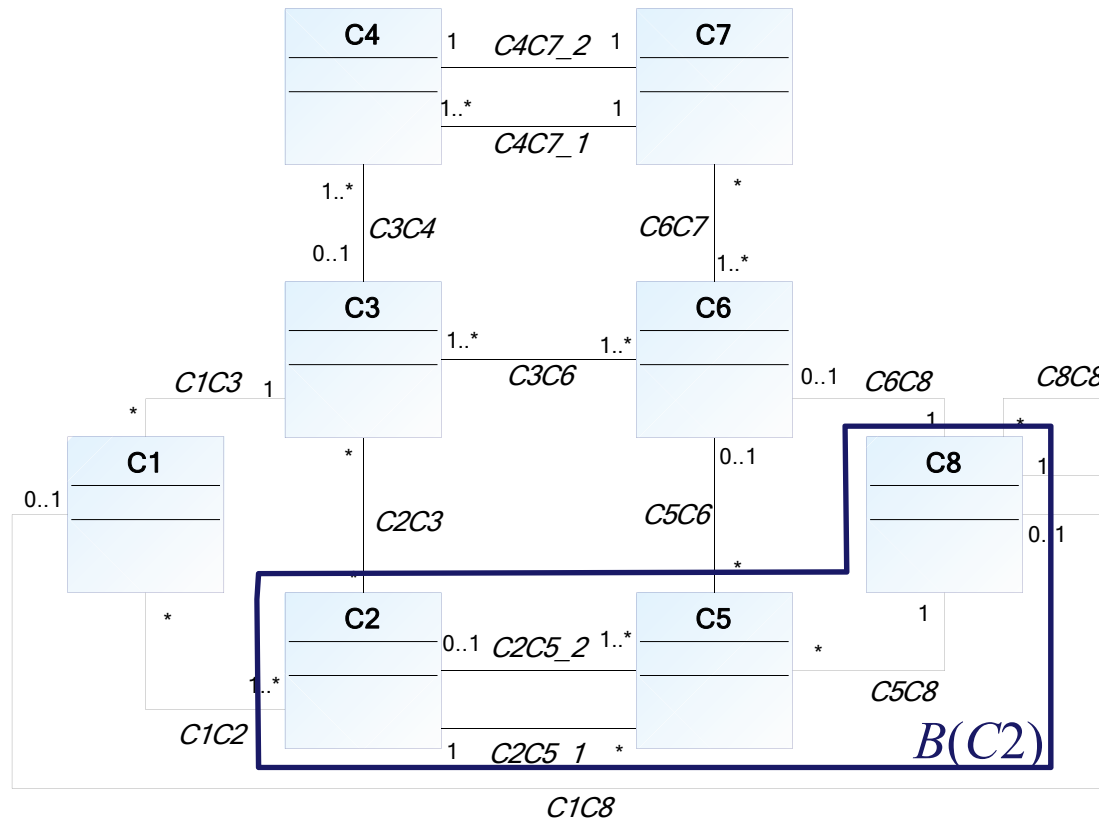 C4
C7
1 C4C7_2 1
1..* 1
C4C7_1
1..* *
C3C4 C6C7
0..1 1..*
C3 C6
1..* 1..*
C3C6
C1C3 1 0..1 C6C8 C8C8
* 1 *
C1 C8
* 0..1 1
0..1
C2C3 C5C6
0..1
* *
* 1
C2 C5
0..1 C2C5_2 1..* *
1..* C5C8
C1C2
1 C2C5_1 * B(C2)
C1C8